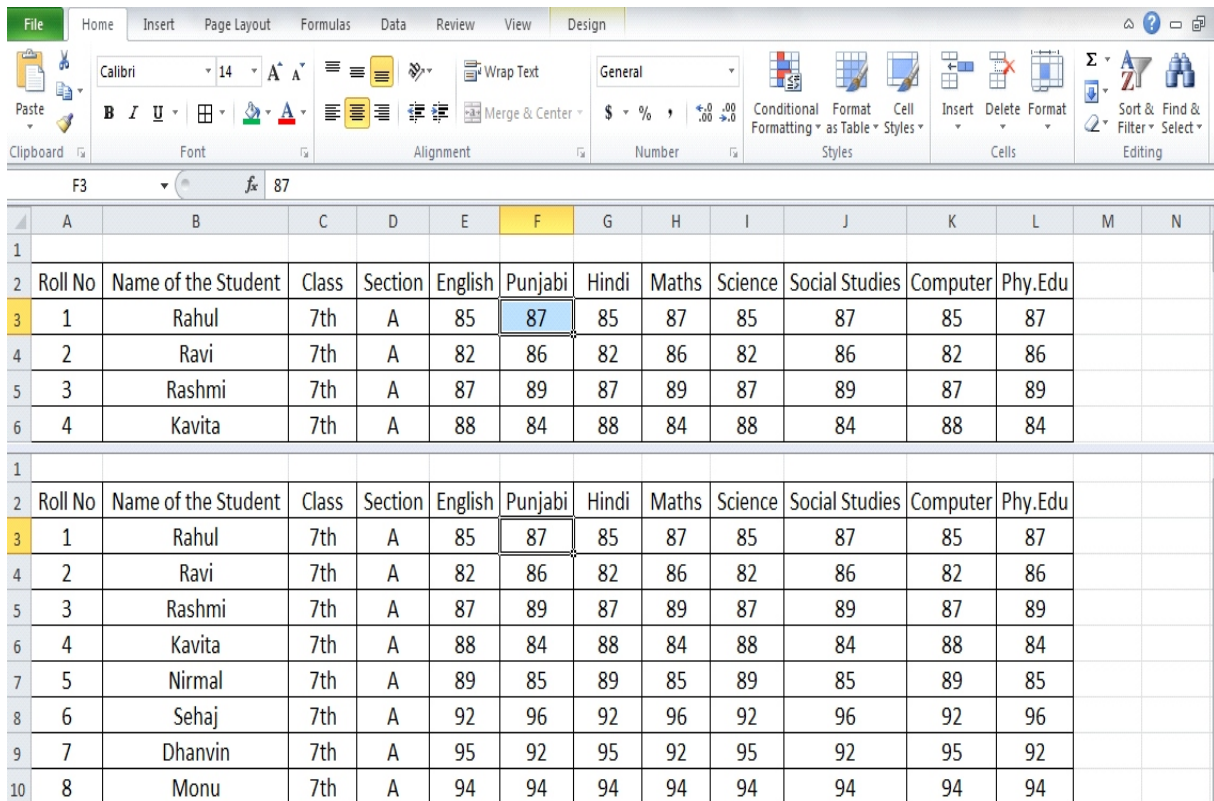 File Home Insert Page Layout Formulas Data Review View Design
Calibri 14 A A Wrap Text General
Paste B I U A Merge & Center $ % , .0 .00 .00 .0 Conditional Formatting Format as Table Cell Styles Insert Delete Format Σ A Z Sort & Filter Find & Select
Clipboard Font Alignment Number Styles Cells Editing
F3 fx 87
A B C D E F G H I J K L M N
1
2 Roll No Name of the Student Class Section English Punjabi Hindi Maths Science Social Studies Computer Phy.Edu
3 1 Rahul 7th A 85 87 85 87 85 87 85 87
4 2 Ravi 7th A 82 86 82 86 82 86 82 86
5 3 Rashmi 7th A 87 89 87 89 87 89 87 89
6 4 Kavita 7th A 88 84 88 84 88 84 88 84
1
2 Roll No Name of the Student Class Section English Punjabi Hindi Maths Science Social Studies Computer Phy.Edu
3 1 Rahul 7th A 85 87 85 87 85 87 85 87
4 2 Ravi 7th A 82 86 82 86 82 86 82 86
5 3 Rashmi 7th A 87 89 87 89 87 89 87 89
6 4 Kavita 7th A 88 84 88 84 88 84 88 84
7 5 Nirmal 7th A 89 85 89 85 89 85 89 85
8 6 Sehaj 7th A 92 96 92 96 92 96 92 96
9 7 Dhanvin 7th A 95 92 95 92 95 92 95 92
10 8 Monu 7th A 94 94 94 94 94 94 94 94